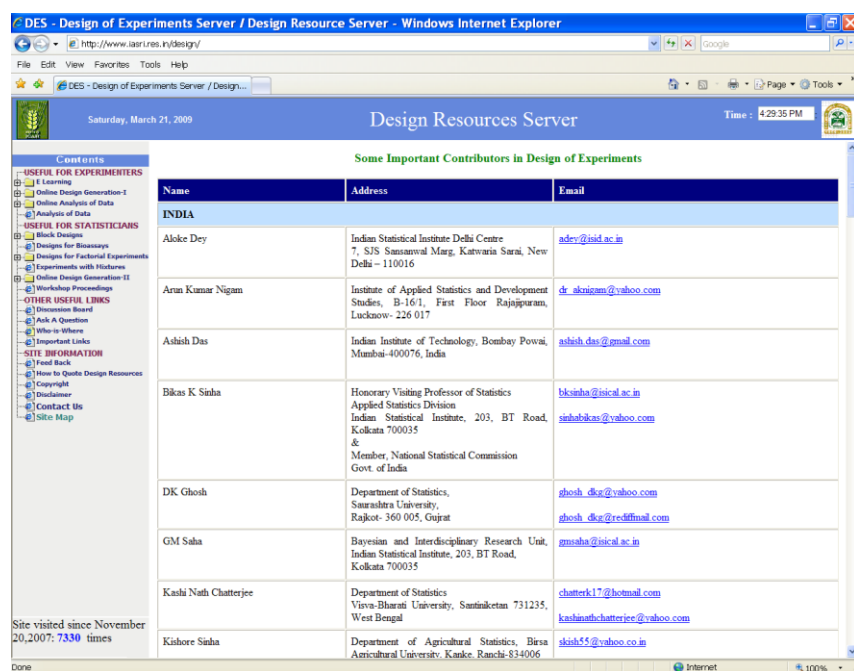 DES - Design of Experiments Server / Design Resource Server - Windows Internet Explorer
http://www.iasri.res.in/design/
Google
File Edit View Favorites Tools Help
DES - Design of Experiments Server / Design...
Page Tools
Saturday, March 21, 2009
Design Resources Server
Time : 4:29:35 PM
Contents
USEFUL FOR EXPERIMENTERS
E Learning
Online Design Generation-I
Online Analysis of Data
Analysis of Data
USEFUL FOR STATISTICIANS
Block Designs
Designs for Bioassays
Designs for Factorial Experiments
Experiments with Mixtures
Online Design Generation-II
Workshop Proceedings
OTHER USEFUL LINKS
Discussion Board
Ask A Question
Who-is-Where
Important Links
SITE INFORMATION
Feed Back
How to Quote Design Resources
Copyright
Disclaimer
Contact Us
Site Map
Site visited since November
20,2007: 7330 times
Some Important Contributors in Design of Experiments
Name Address Email
INDIA
Aloke Dey
Indian Statistical Institute Delhi Centre
7, SJS Sansanwal Marg, Katwaria Sarai, New
Delhi – 110016
adey@isid.ac.in
Arun Kumar Nigam
Institute of Applied Statistics and Development
Studies, B-16/1, First Floor Rajajipuram,
Lucknow- 226 017
dr_aknigam@yahoo.com
Ashish Das
Indian Institute of Technology, Bombay Powai,
Mumbai-400076, India
ashish.das@gmail.com
Bikas K Sinha
Honorary Visiting Professor of Statistics
Applied Statistics Division
Indian Statistical Institute, 203, BT Road,
Kolkata 700035
&
Member, National Statistical Commission
Govt. of India
bksinha@isical.ac.in
sinhabikas@yahoo.com
DK Ghosh
Department of Statistics,
Saurashtra University,
Rajkot- 360 005, Gujrat
ghosh_dkg@yahoo.com
ghosh_dkg@rediffmail.com
GM Saha
Bayesian and Interdisciplinary Research Unit,
Indian Statistical Institute, 203, BT Road,
Kolkata 700035
gmsaha@isical.ac.in
Kashi Nath Chatterjee
Department of Statistics
Visva-Bharati University, Santiniketan 731235,
West Bengal
chatterk17@hotmail.com
kashinathchatterjee@yahoo.com
Kishore Sinha
Department of Agricultural Statistics, Birsa
Agricultural University, Kanke, Ranchi-834006
skish55@yahoo.co.in
Done
Internet
100%